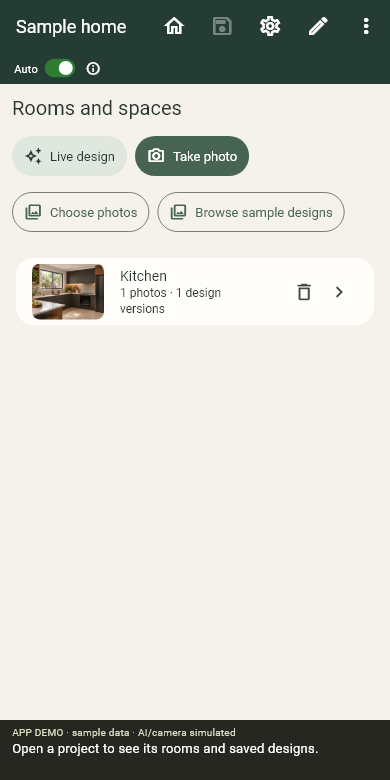 Sample home
Auto
Rooms and spaces
Live design
Take photo
Choose photos
Browse sample designs
Kitchen
1 photos · 1 design
versions
APP DEMO · sample data · AI/camera simulated
Open a project to see its rooms and saved designs.